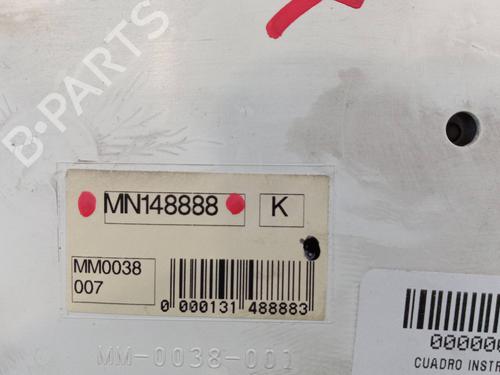 B-PARTS
MN148888 K
MM0038
007
0 000131 488883
MM-0038-001
CUADRO INSTR